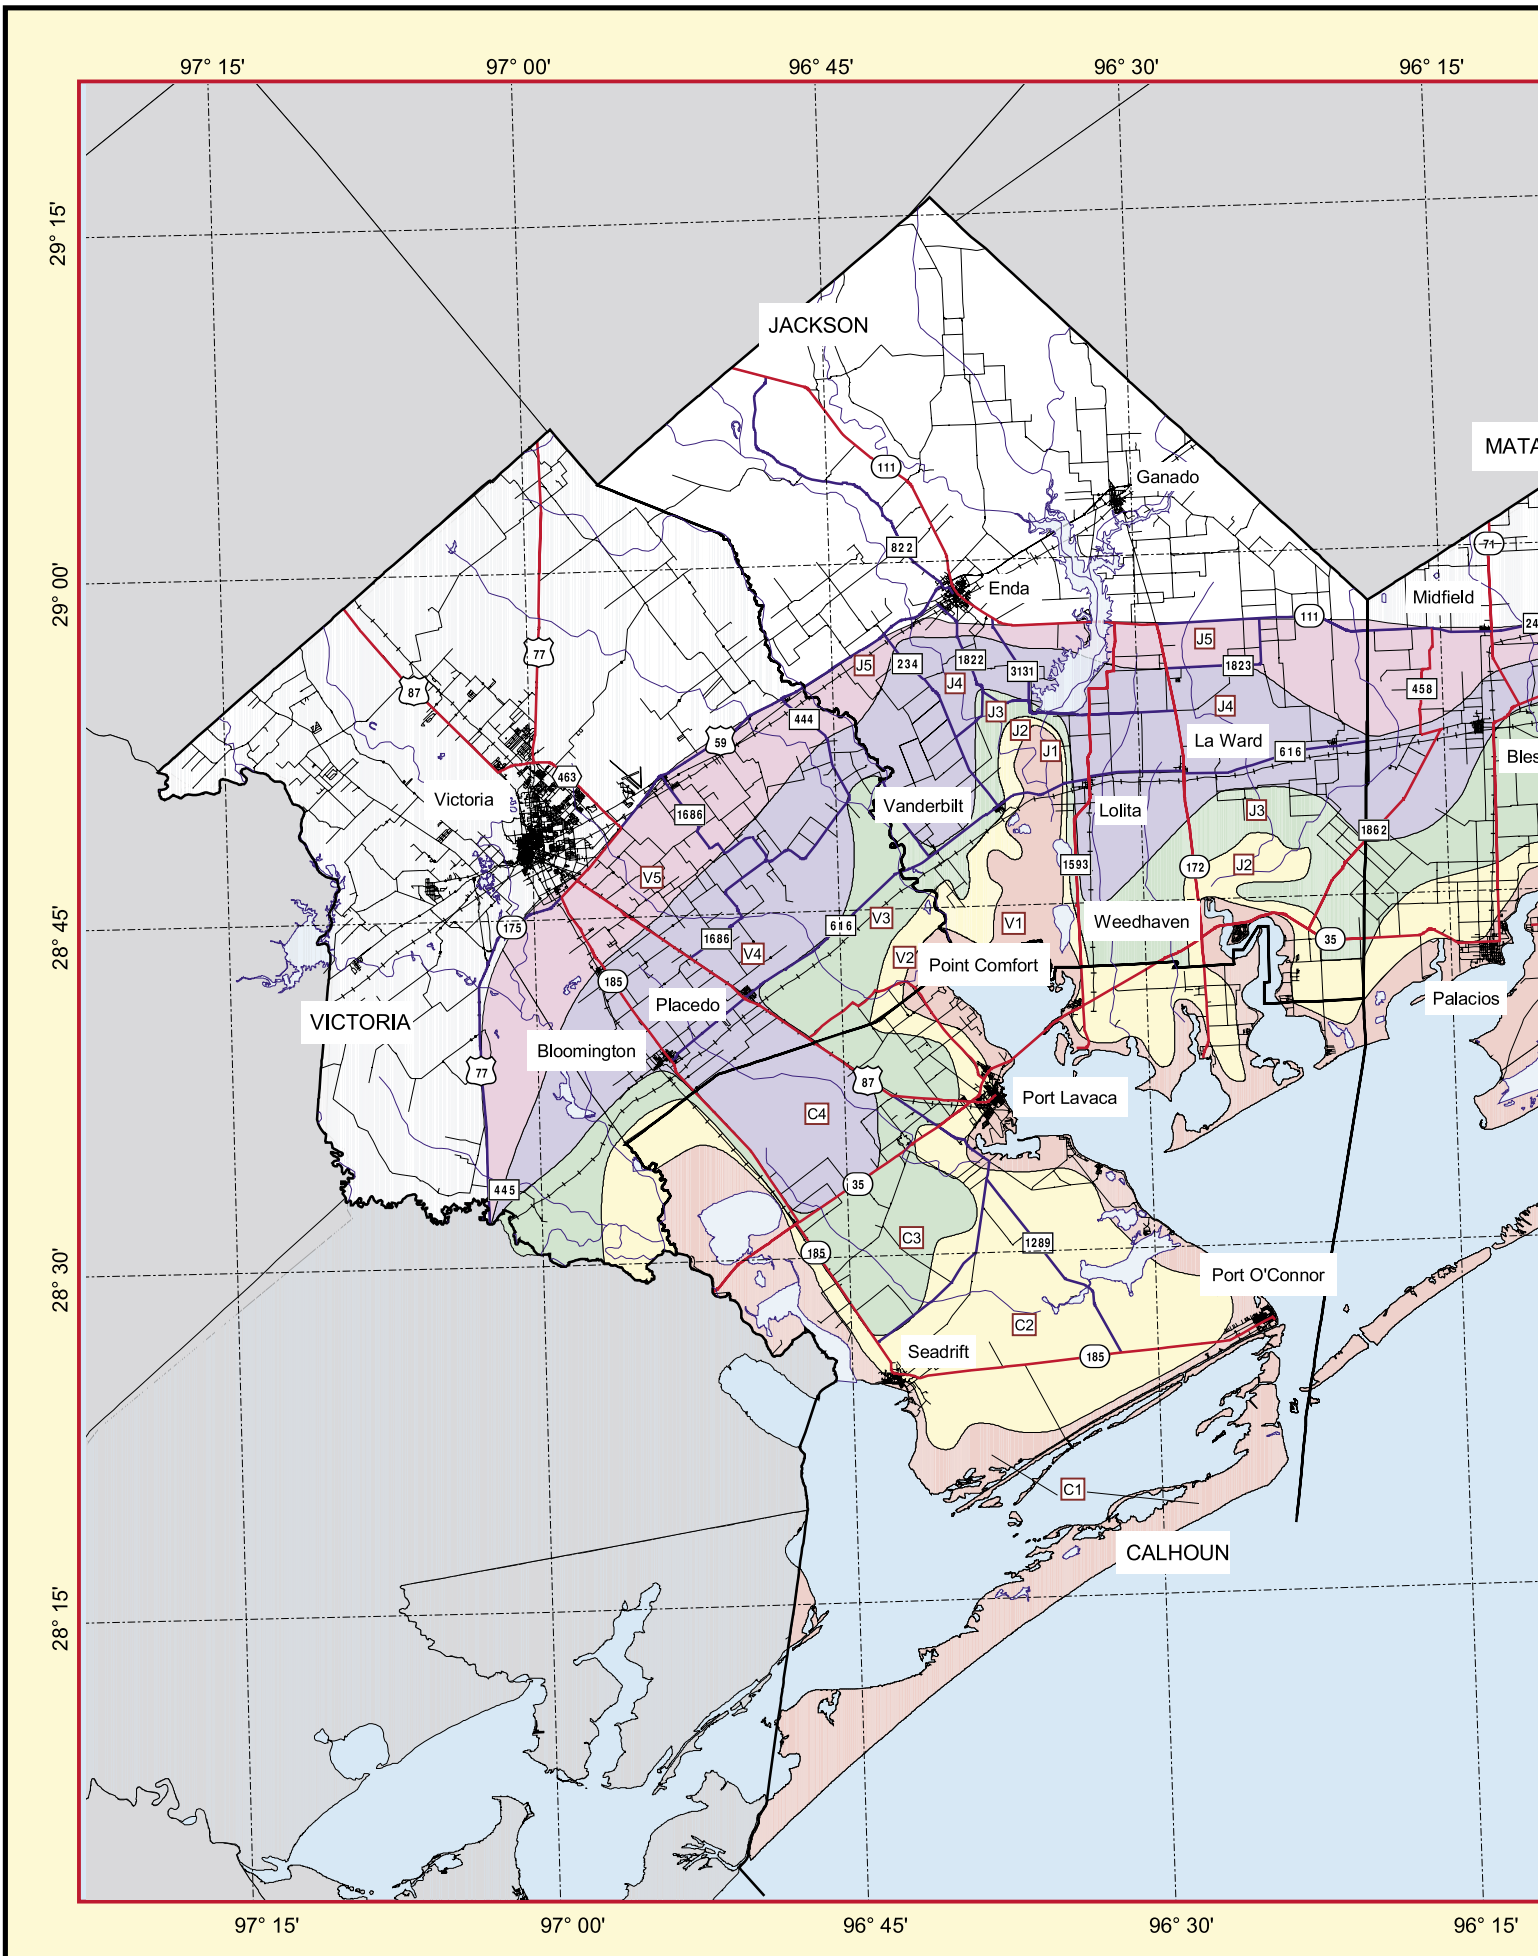 97° 15'
97° 00'
96° 45'
96° 30'
96° 15'
29° 15'
JACKSON
MATA
111
Ganado
71
822
29° 00'
Enda
Midfield
111
24
77
J5
J5
234
1822
3131
1823
87
J4
458
J4
444
J3
J2
59
J1
La Ward
616
Bles
463
Victoria
Vanderbilt
Lolita
1686
J3
1862
1593
172
J2
V5
28° 45'
175
616
V3
V1
Weedhaven
1686
V4
35
V2
Point Comfort
185
Placedo
Palacios
VICTORIA
Bloomington
77
87
Port Lavaca
C4
445
35
C3
1289
185
28° 30'
Port O'Connor
C2
Seadrift
185
C1
CALHOUN
28° 15'
97° 15'
97° 00'
96° 45'
96° 30'
96° 15'